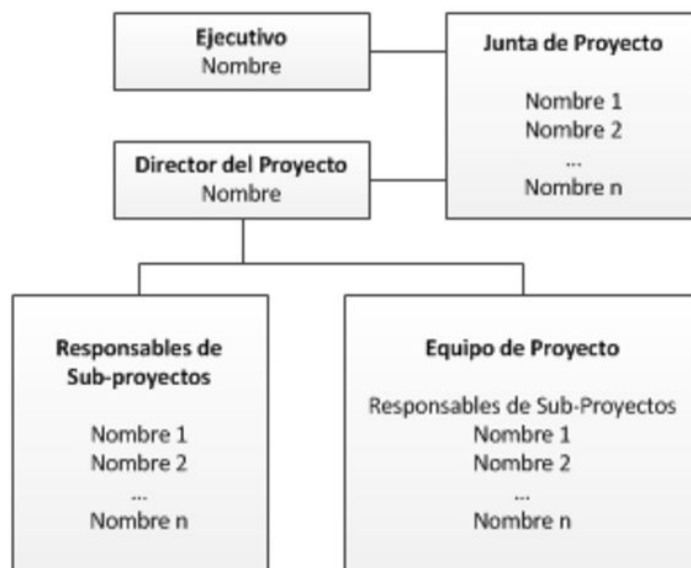 Ejecutivo
Nombre
Junta de Proyecto
Nombre 1
Nombre 2
...
Nombre n
Director del Proyecto
Nombre
Responsables de
Sub-proyectos
Nombre 1
Nombre 2
...
Nombre n
Equipo de Proyecto
Responsables de Sub-Proyectos
Nombre 1
Nombre 2
...
Nombre n